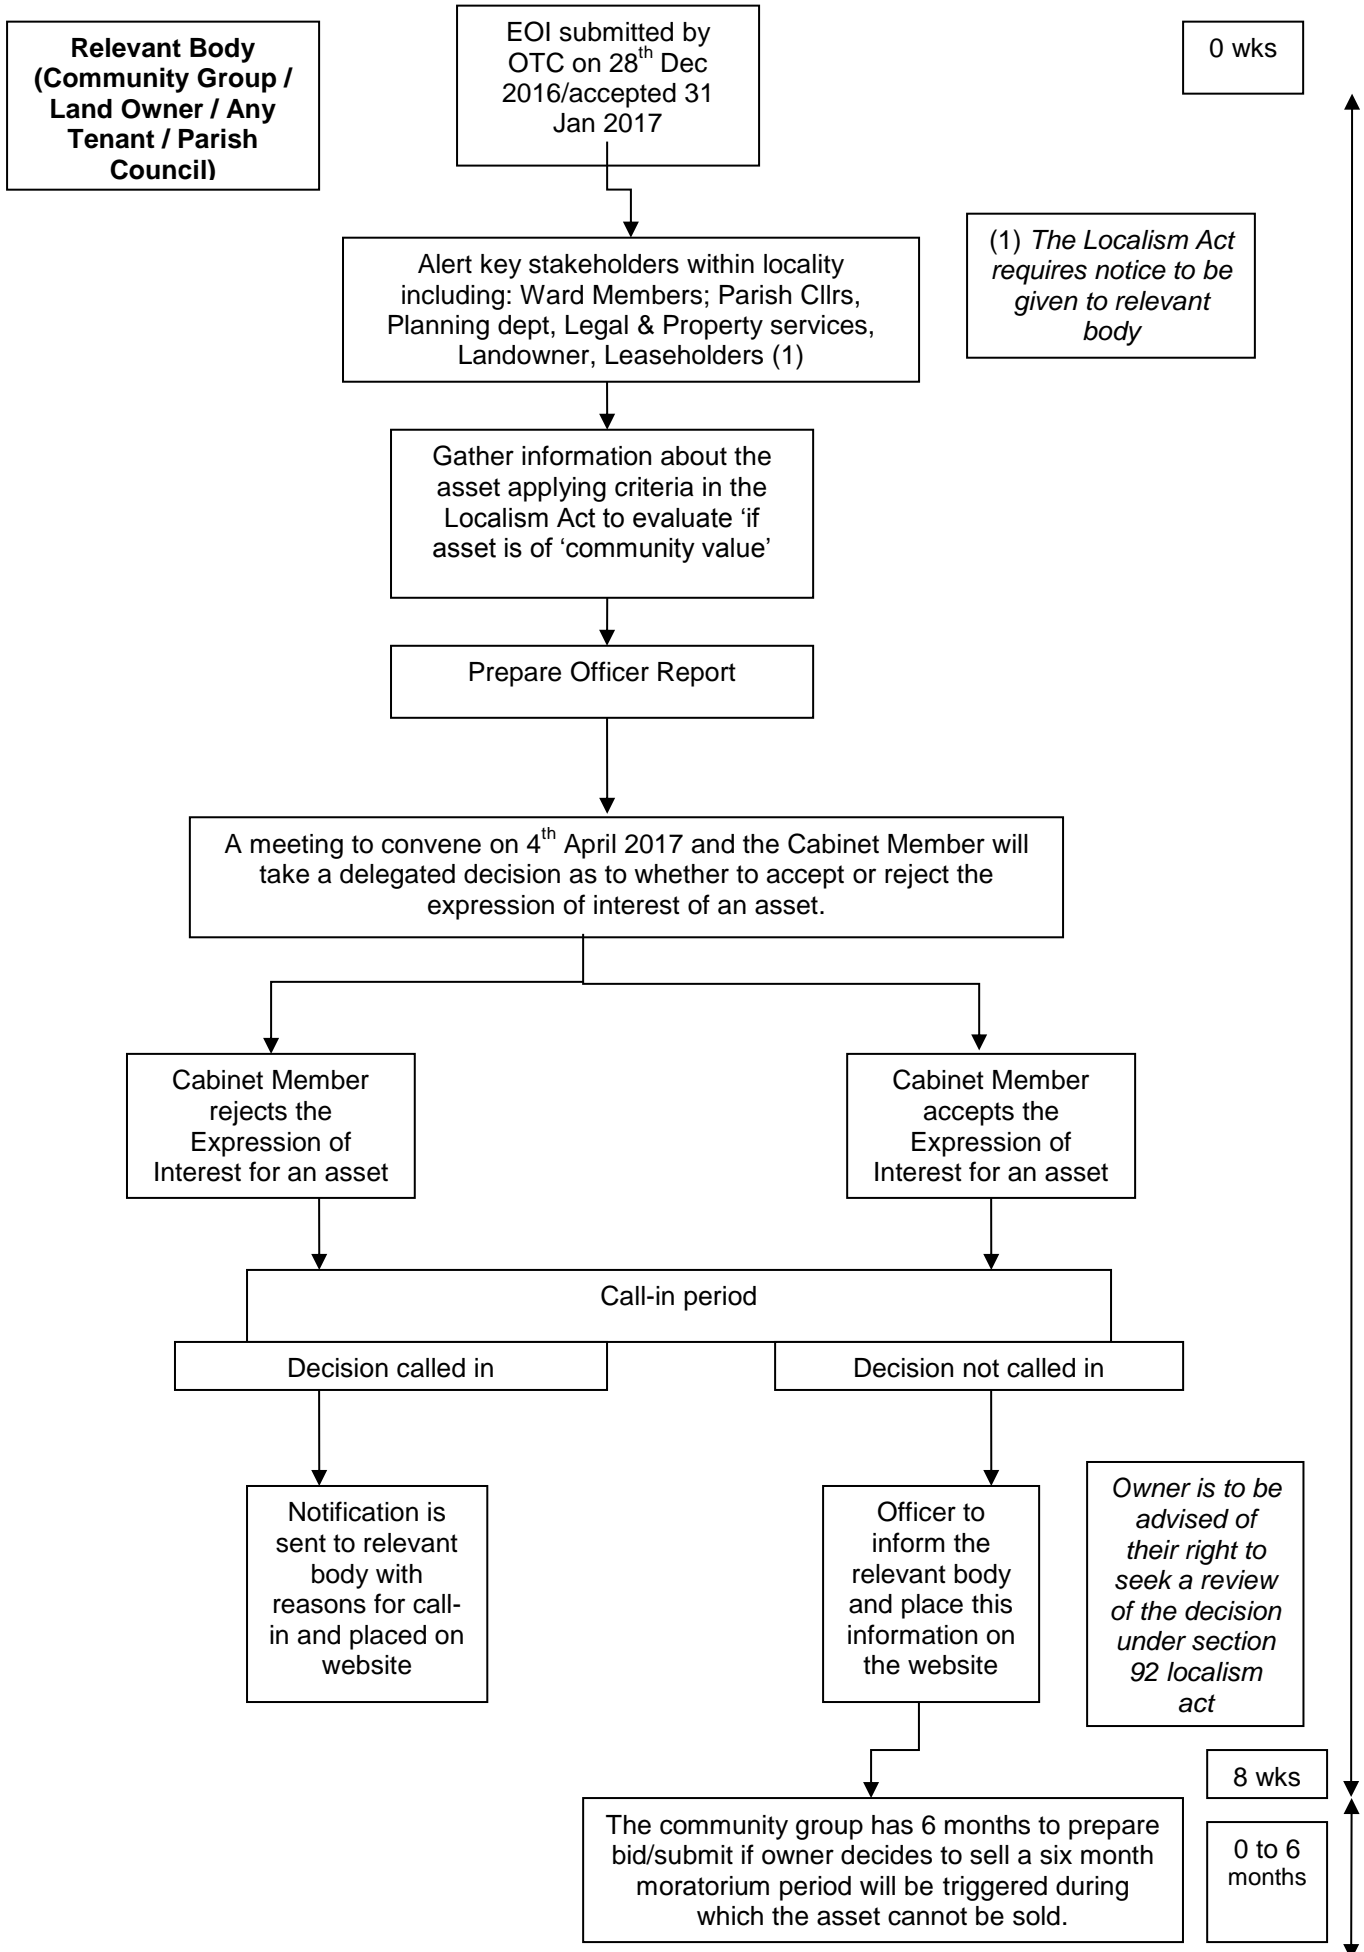 Relevant Body
(Community Group /
Land Owner / Any
Tenant / Parish
Council)
EOI submitted by
OTC on 28th Dec
2016/accepted 31
Jan 2017
0 wks
Alert key stakeholders within locality
including: Ward Members; Parish Cllrs,
Planning dept, Legal & Property services,
Landowner, Leaseholders (1)
(1) The Localism Act
requires notice to be
given to relevant
body
Gather information about the
asset applying criteria in the
Localism Act to evaluate ‘if
asset is of ‘community value’
Prepare Officer Report
A meeting to convene on 4th April 2017 and the Cabinet Member will
take a delegated decision as to whether to accept or reject the
expression of interest of an asset.
Cabinet Member
rejects the
Expression of
Interest for an asset
Cabinet Member
accepts the
Expression of
Interest for an asset
Call-in period
Decision called in
Decision not called in
Notification is
sent to relevant
body with
reasons for call-
in and placed on
website
Officer to
inform the
relevant body
and place this
information on
the website
Owner is to be
advised of
their right to
seek a review
of the decision
under section
92 localism
act
8 wks
The community group has 6 months to prepare
bid/submit if owner decides to sell a six month
moratorium period will be triggered during
which the asset cannot be sold.
0 to 6
months